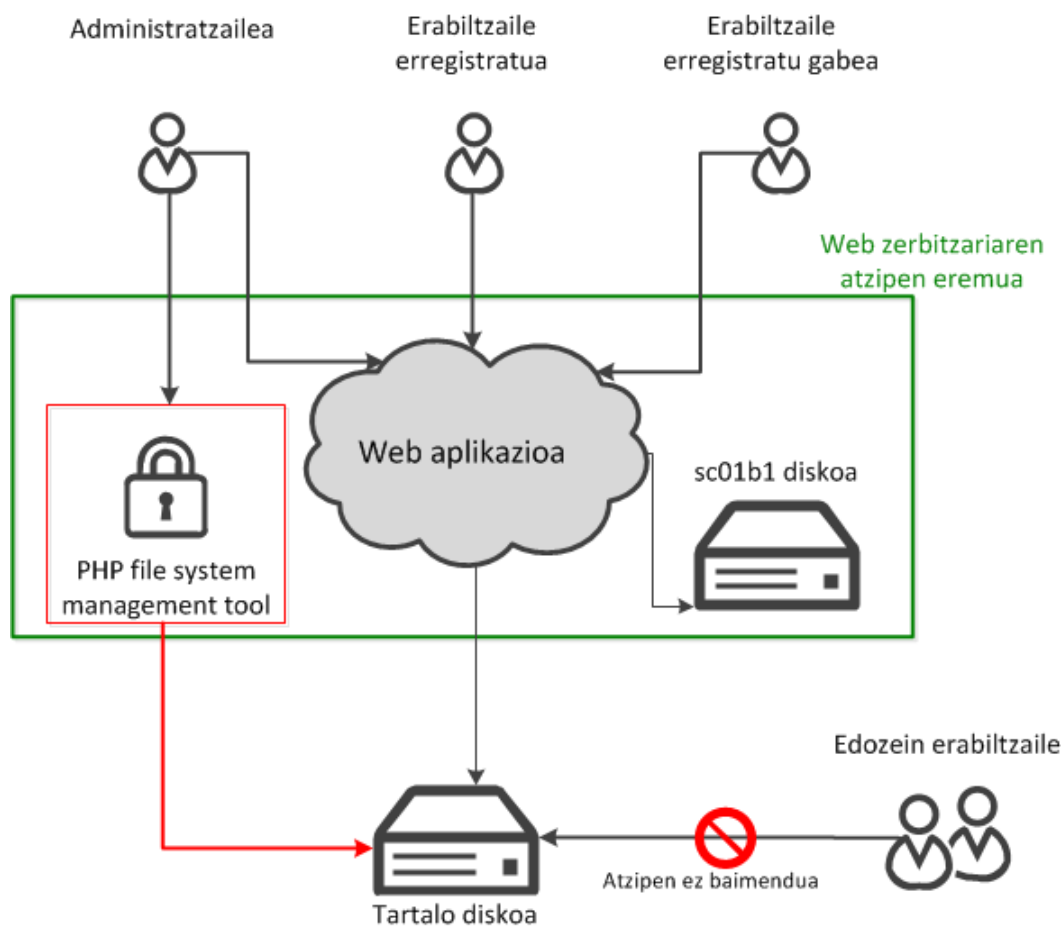 Administratzailea
Erabiltzaile
erregistratua
Erabiltzaile
erregistratu gabea
Web zerbitzariaren
atzipen eremua
Web aplikazioa
sc01b1 diskoa
PHP file system
management tool
Edozein erabiltzaile
Atzipen ez baimendua
Tartalo diskoa